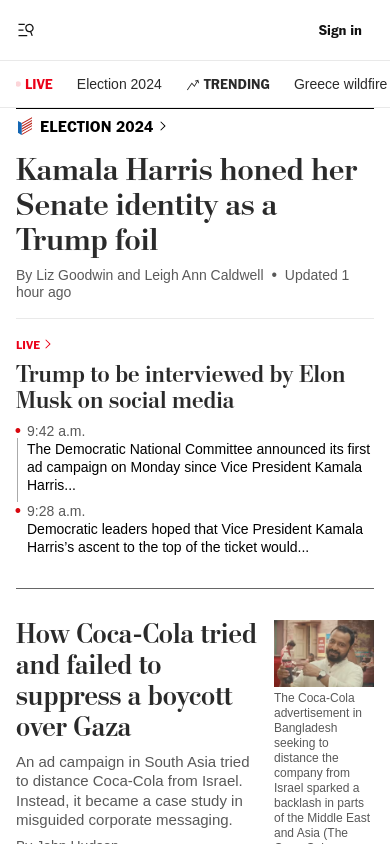 Sign in
LIVE Election 2024 TRENDING Greece wildfire
ELECTION 2024
Kamala Harris honed her
Senate identity as a
Trump foil
By Liz Goodwin and Leigh Ann Caldwell • Updated 1
hour ago
LIVE
Trump to be interviewed by Elon
Musk on social media
9:42 a.m.
The Democratic National Committee announced its first
ad campaign on Monday since Vice President Kamala
Harris...
9:28 a.m.
Democratic leaders hoped that Vice President Kamala
Harris’s ascent to the top of the ticket would...
How Coca-Cola tried
and failed to
suppress a boycott
over Gaza
An ad campaign in South Asia tried
to distance Coca-Cola from Israel.
Instead, it became a case study in
misguided corporate messaging.
By John Hudson
The Coca-Cola
advertisement in
Bangladesh
seeking to
distance the
company from
Israel sparked a
backlash in parts
of the Middle East
and Asia (The